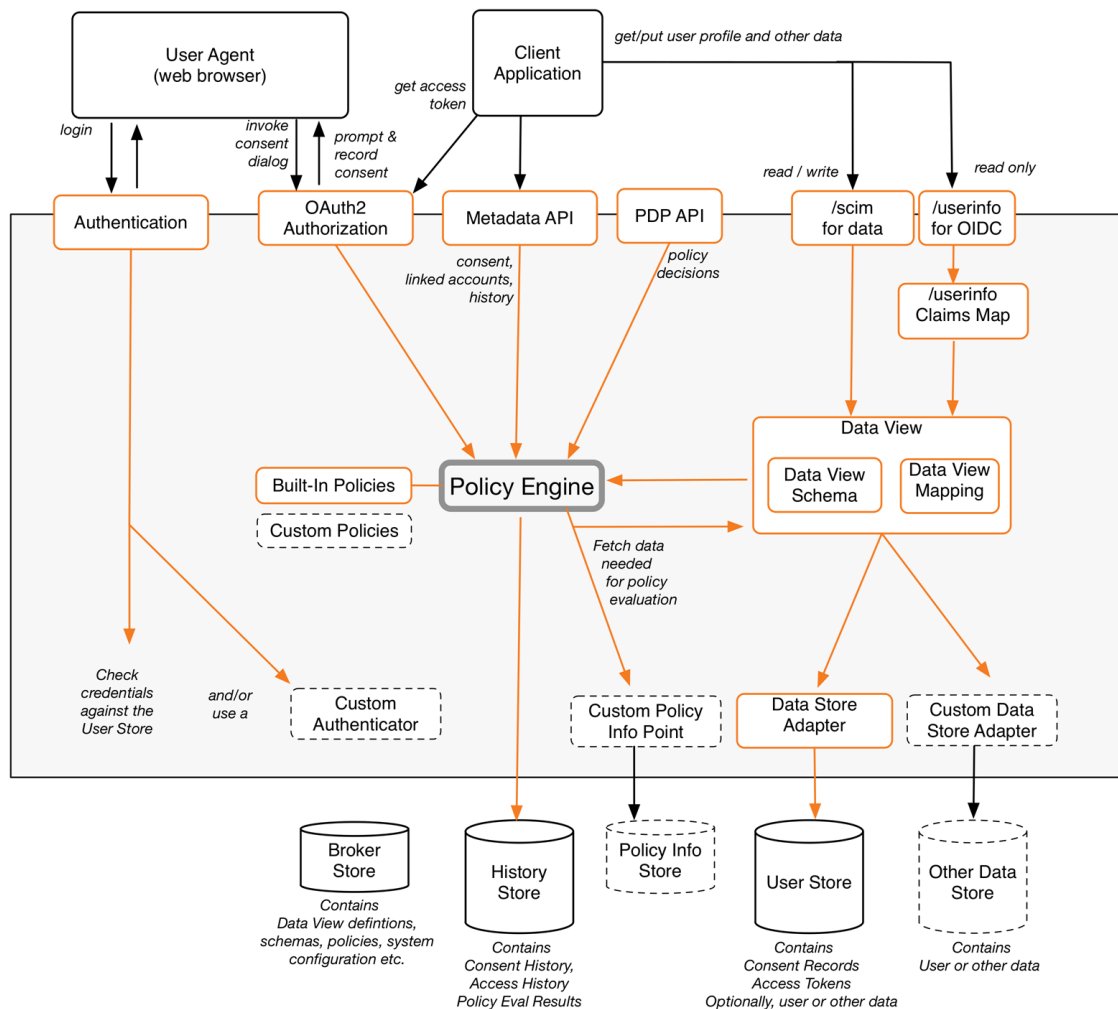 User Agent
(web browser)
Client
Application
get/put user profile and other data
get access
token
login
invoke
consent
dialog
prompt &
record
consent
read / write
read only
Authentication
OAuth2
Authorization
Metadata API
PDP API
/scim
for data
/userinfo
for OIDC
consent,
linked accounts,
history
policy
decisions
/userinfo
Claims Map
Data View
Data View
Schema
Data View
Mapping
Built-In Policies
Policy Engine
Custom Policies
Fetch data
needed
for policy
evaluation
Check
credentials
against the
User Store
and/or
use a
Custom
Authenticator
Custom Policy
Info Point
Data Store
Adapter
Custom Data
Store Adapter
Broker
Store
History
Store
Policy Info
Store
User Store
Other Data
Store
Contains
Data View defintions,
schemas, policies, system
configuration etc.
Contains
Consent History,
Access History
Policy Eval Results
Contains
Consent Records
Access Tokens
Optionally, user or other data
Contains
User or other data